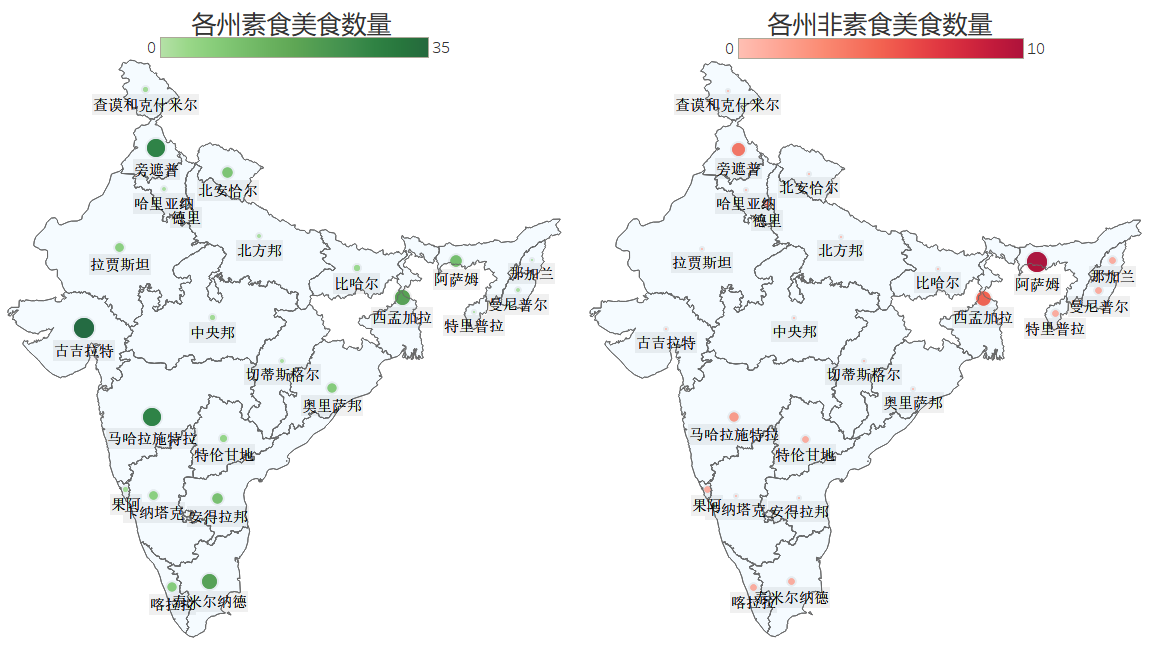 各州素食美食数量
0
35
查谟和克什米尔
旁遮普
北安恰尔
哈里亚纳
德里
北方邦
拉贾斯坦
比哈尔
阿萨姆
那加兰
曼尼普尔
西孟加拉
特里普拉
中央邦
古吉拉特
切蒂斯格尔
奥里萨邦
马哈拉施特拉
特伦甘地
果阿
卡纳塔克
安得拉邦
喀拉拉
泰米尔纳德
各州非素食美食数量
0
10
查谟和克什米尔
旁遮普
北安恰尔
哈里亚纳
德里
北方邦
拉贾斯坦
比哈尔
阿萨姆
那加兰
曼尼普尔
西孟加拉
特里普拉
中央邦
古吉拉特
切蒂斯格尔
奥里萨邦
马哈拉施特拉
特伦甘地
果阿
卡纳塔克
安得拉邦
喀拉拉
泰米尔纳德